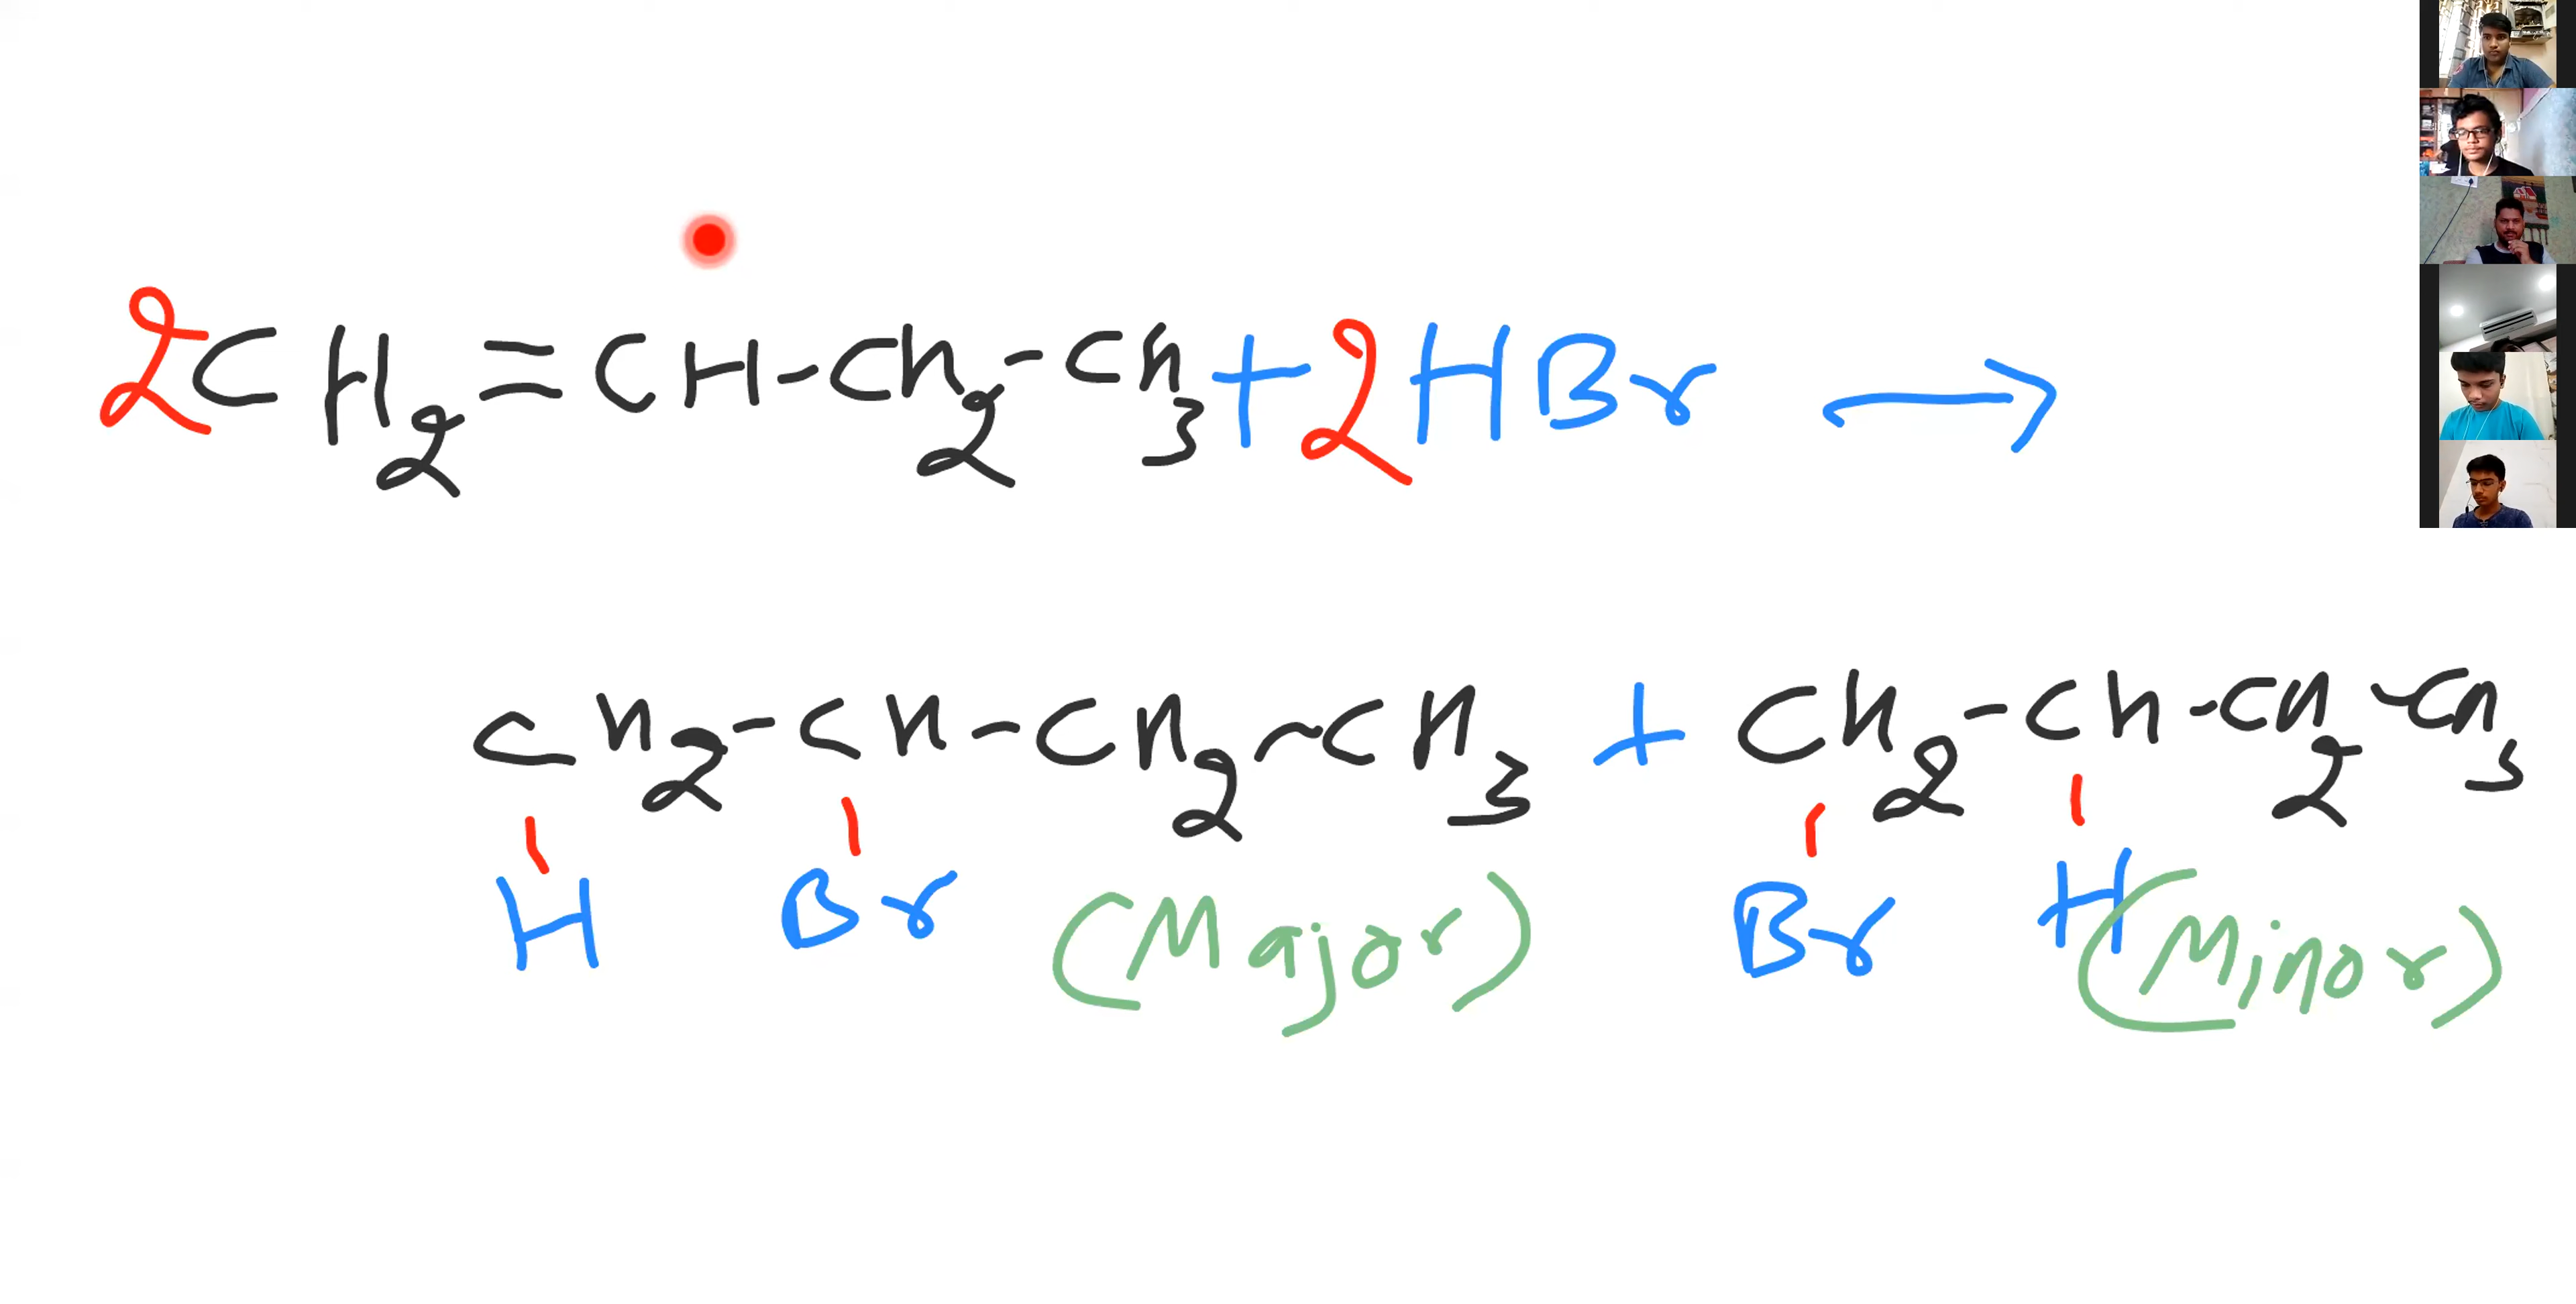 2CH₂=CH-CH₂-CH₃+2HBr ⟶
CH₂-CH-CH₂-CH₃ + CH₂-CH-CH₂-CH₃
H Br (Major) Br H (Minor)